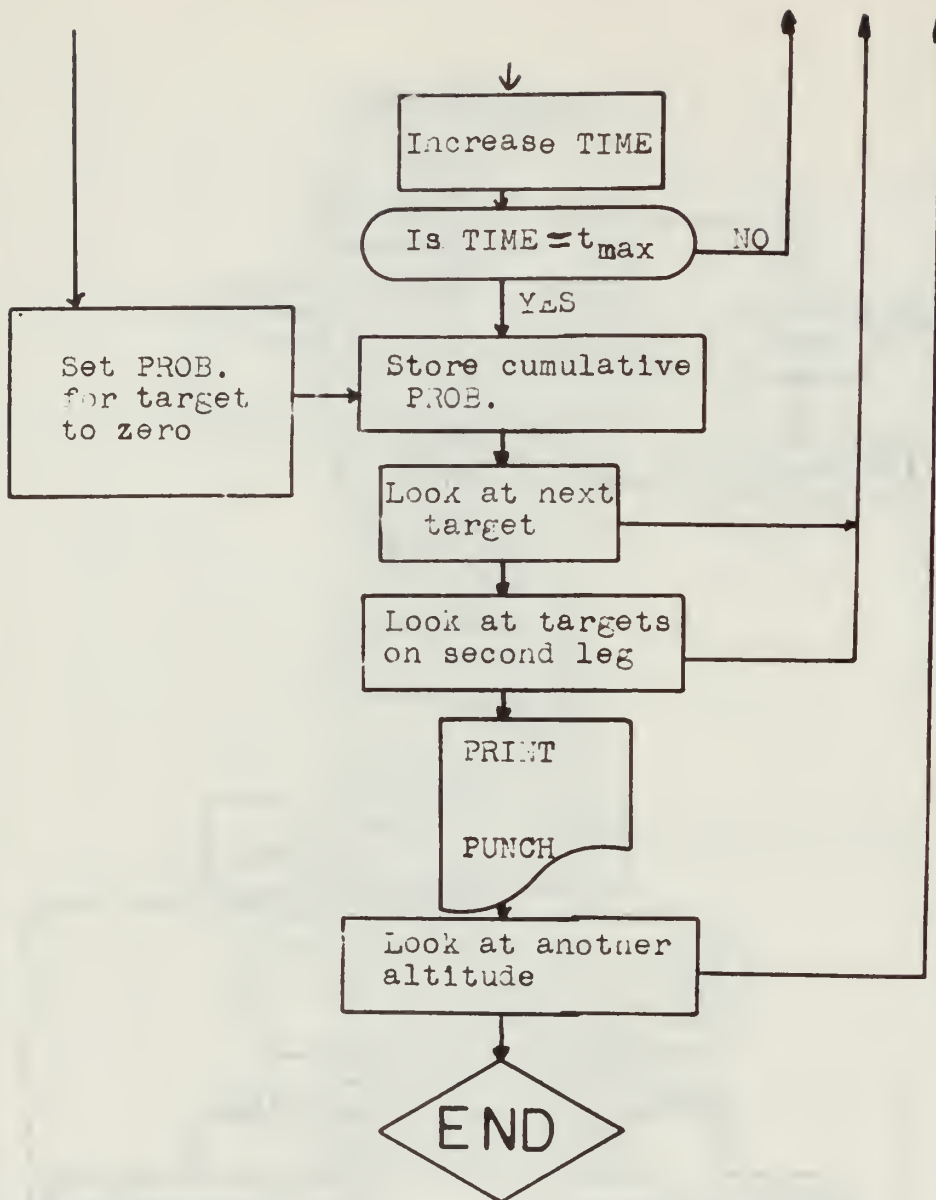 Increase TIME
Is TIME = t max
NO
YES
Set PROB.
for target
to zero
Store cumulative
PROB.
Look at next
target
Look at targets
on second leg
PRINT
PUNCH
Look at another
altitude
END